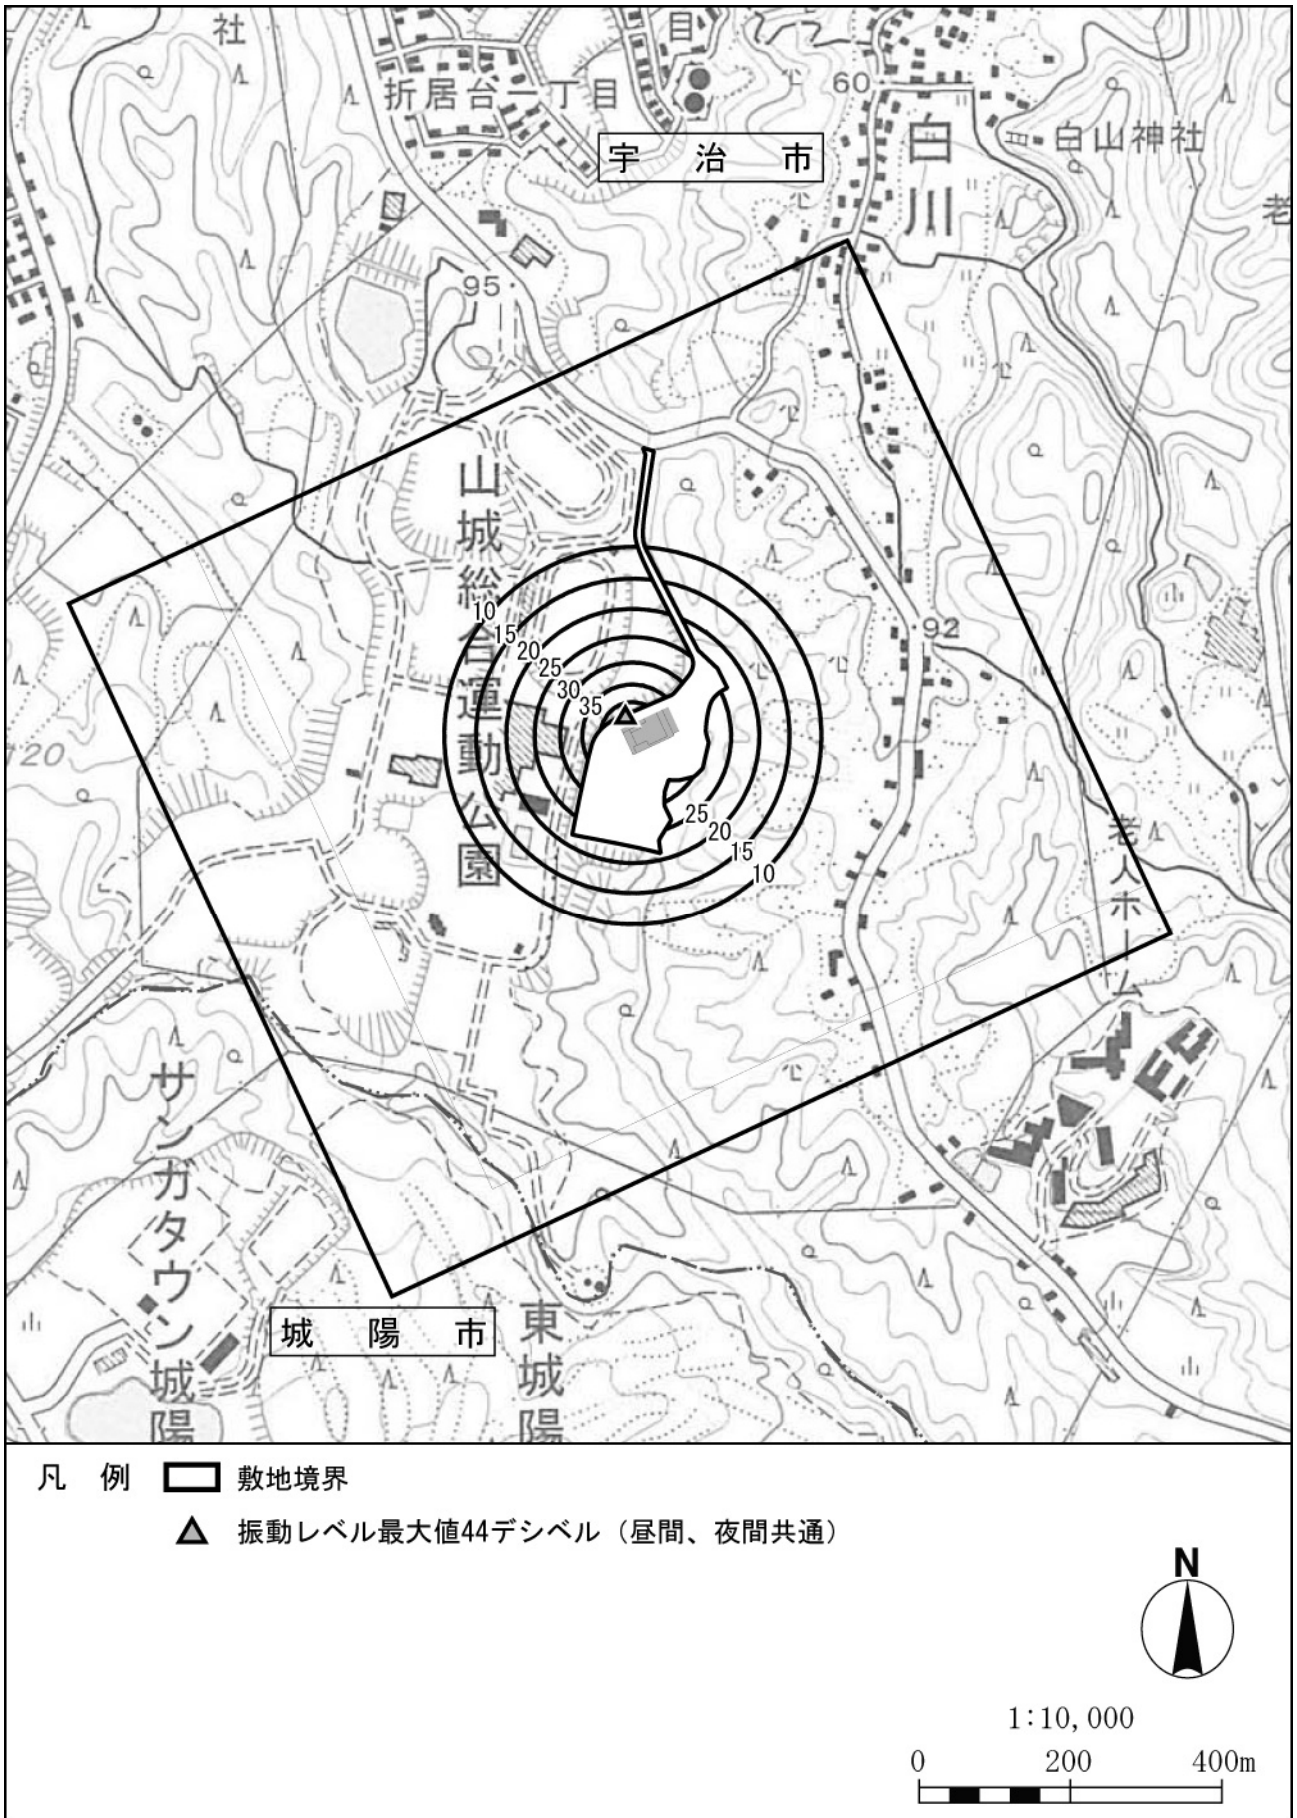 社
目
折居台一丁目
60
白川
白山神社
宇治市
老
95
山城総合運動公園
10
15
20
25
30
35
92
120
25
20
15
10
老人ホーム
サンガタウン城陽
城陽市
東城陽
凡例
敷地境界
振動レベル最大値44デシベル（昼間、夜間共通）
N
1:10,000
0 200 400m